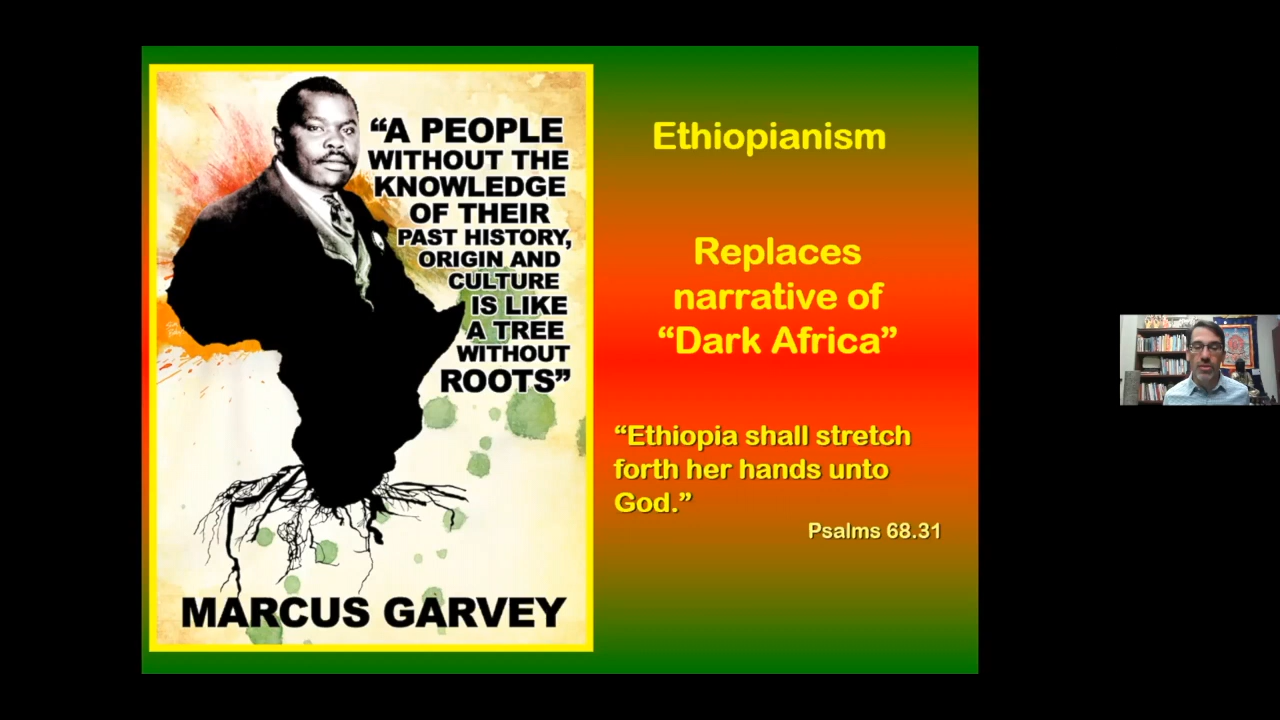 “A PEOPLE
WITHOUT THE
KNOWLEDGE
OF THEIR
PAST HISTORY,
ORIGIN AND
CULTURE
IS LIKE
A TREE
WITHOUT
ROOTS”
MARCUS GARVEY
Ethiopianism
Replaces
narrative of
“Dark Africa”
“Ethiopia shall stretch
forth her hands unto
God.”
Psalms 68.31